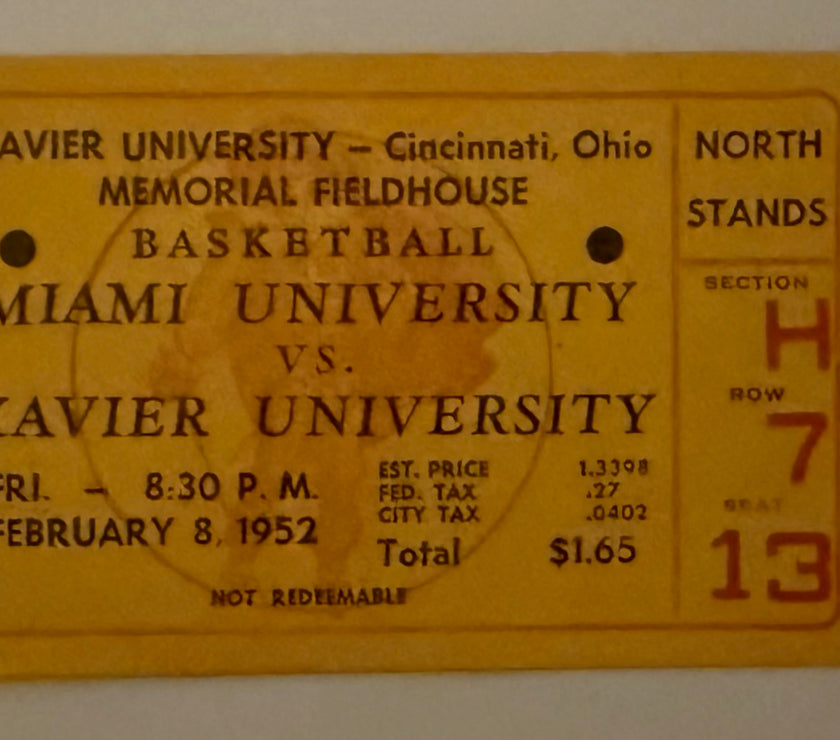 AVIER UNIVERSITY – Cincinnati, Ohio
MEMORIAL FIELDHOUSE
BASKETBALL
MIAMI UNIVERSITY
VS.
XAVIER UNIVERSITY
FRI. – 8:30 P. M.
FEBRUARY 8, 1952
EST. PRICE 1.3398
FED. TAX .27
CITY TAX .0402
Total $1.65
NOT REDEEMABLE
NORTH
STANDS
SECTION
H
ROW
7
SEAT
13